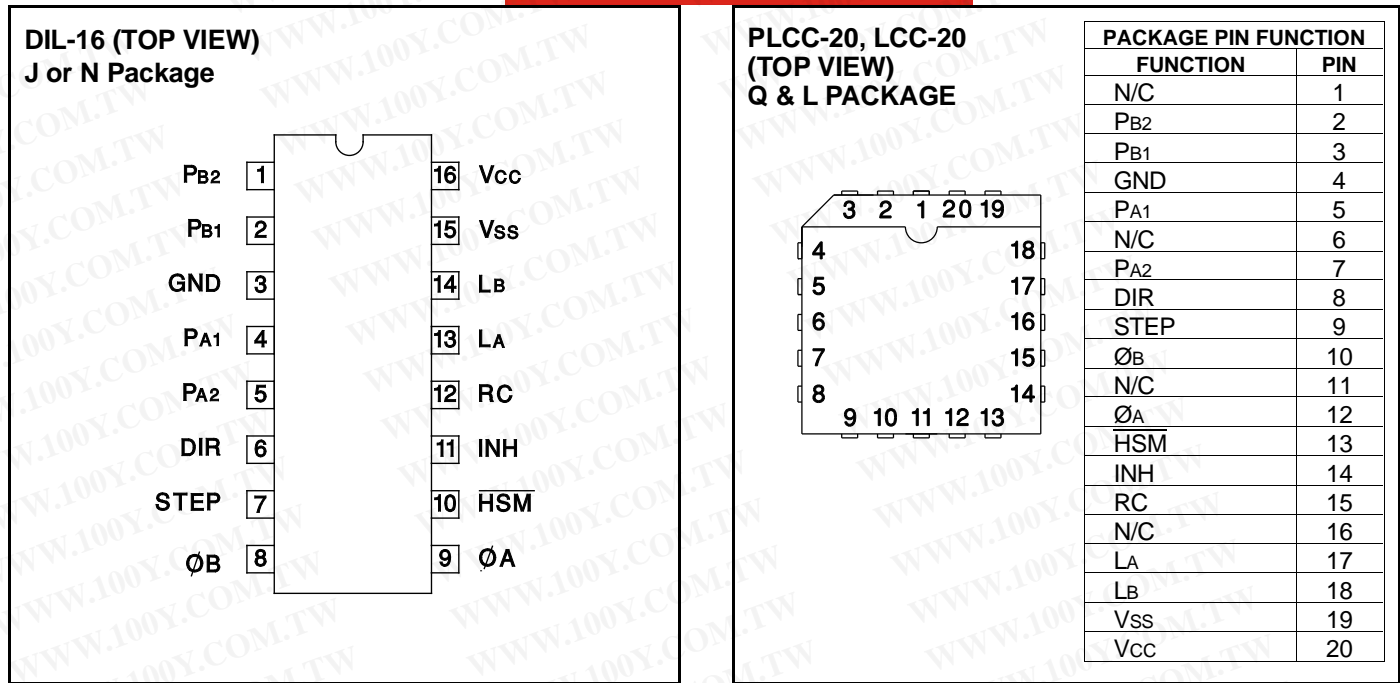 DIL-16 (TOP VIEW)
J or N Package
PB2 1
PB1 2
GND 3
PA1 4
PA2 5
DIR 6
STEP 7
ØB 8
16 VCC
15 VSS
14 LB
13 LA
12 RC
11 INH
10 HSM
9 ØA
PLCC-20, LCC-20
(TOP VIEW)
Q & L PACKAGE
3 2 1 20 19
4 18
5 17
6 16
7 15
8 14
9 10 11 12 13
PACKAGE PIN FUNCTION
FUNCTION PIN
N/C 1
PB2 2
PB1 3
GND 4
PA1 5
N/C 6
PA2 7
DIR 8
STEP 9
ØB 10
N/C 11
ØA 12
HSM 13
INH 14
RC 15
N/C 16
LA 17
LB 18
VSS 19
VCC 20
WWW.100Y.COM.TW